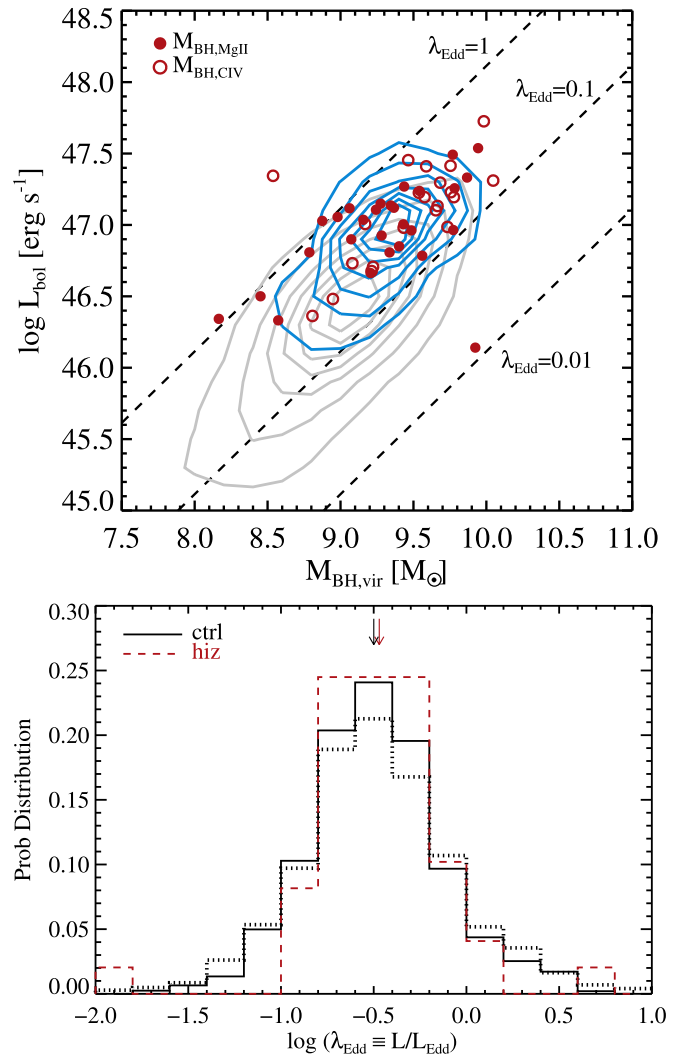 48.5
48.0
47.5
47.0
46.5
46.0
45.5
45.0
log L_bol [erg s⁻¹]
M_BH,MgII
M_BH,CIV
λ_Edd=1
λ_Edd=0.1
λ_Edd=0.01
7.5 8.0 8.5 9.0 9.5 10.0 10.5 11.0
M_BH,vir [M_⊙]
0.30
0.25
0.20
0.15
0.10
0.05
0.00
Prob Distribution
ctrl
hiz
-2.0 -1.5 -1.0 -0.5 0.0 0.5 1.0
log (λ_Edd ≡ L/L_Edd)